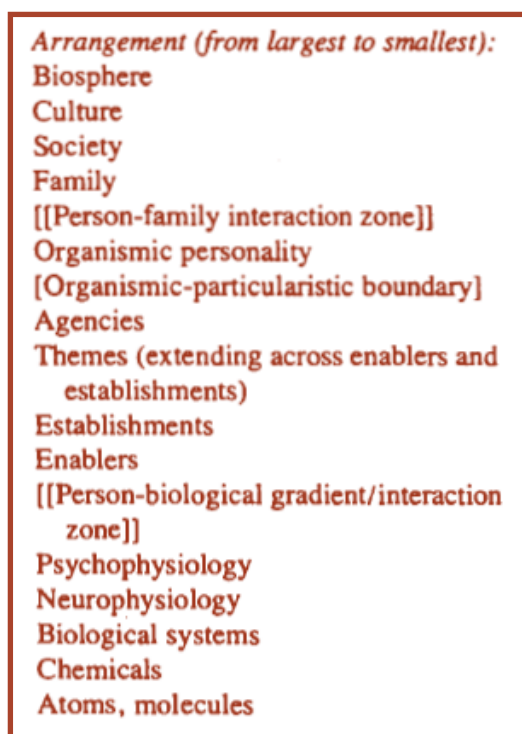 Arrangement (from largest to smallest):
Biosphere
Culture
Society
Family
[[Person-family interaction zone]]
Organismic personality
[Organismic-particularistic boundary]
Agencies
Themes (extending across enablers and
establishments)
Establishments
Enablers
[[Person-biological gradient/interaction
zone]]
Psychophysiology
Neurophysiology
Biological systems
Chemicals
Atoms, molecules